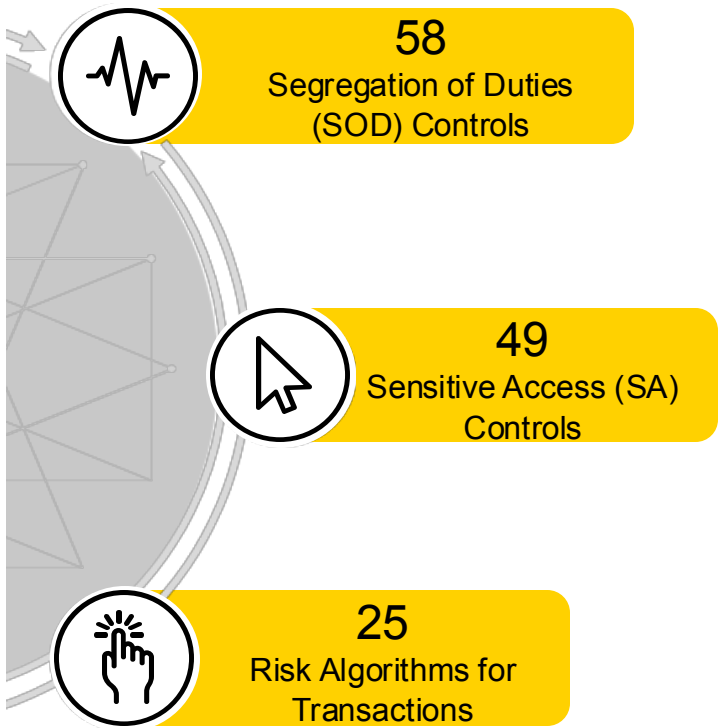 58
Segregation of Duties
(SOD) Controls
49
Sensitive Access (SA)
Controls
25
Risk Algorithms for
Transactions